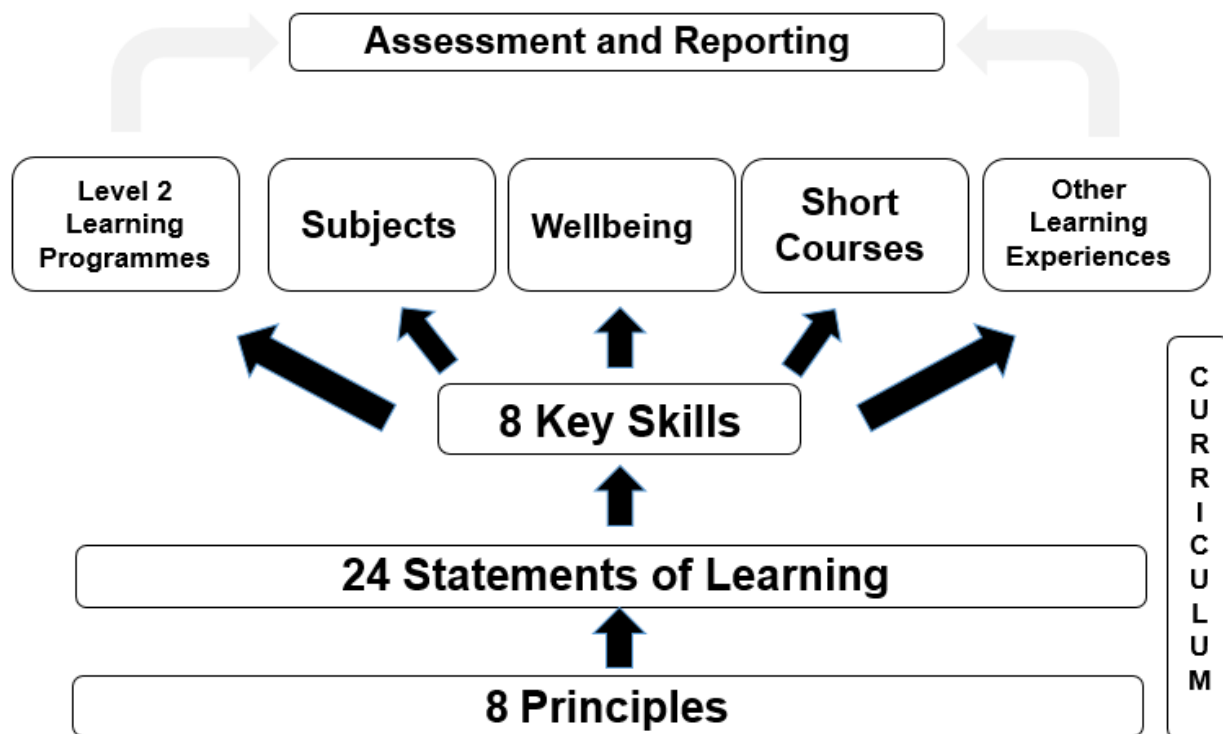 Assessment and Reporting
Level 2
Learning
Programmes
Subjects
Wellbeing
Short
Courses
Other
Learning
Experiences
8 Key Skills
24 Statements of Learning
8 Principles
C
U
R
R
I
C
U
L
U
M